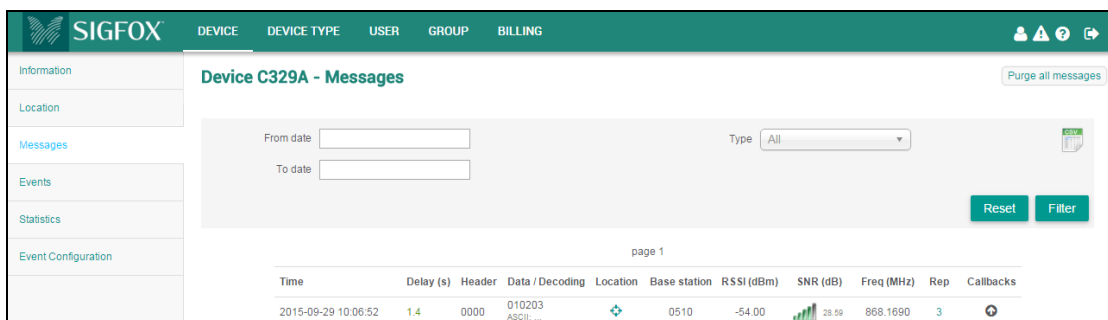 SIGFOX DEVICE DEVICE TYPE USER GROUP BILLING
Information
Location
Messages
Events
Statistics
Event Configuration
Device C329A - Messages
Purge all messages
From date
To date
Type All
CSV
Reset Filter
page 1
Time Delay (s) Header Data / Decoding Location Base station RSSI (dBm) SNR (dB) Freq (MHz) Rep Callbacks
2015-09-29 10:06:52 1.4 0000 010203 0510 -54.00 28.59 868.1690 3
ASCII: ...